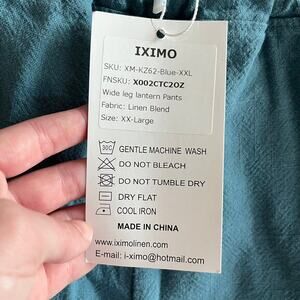 IXIMO
SKU: XM-KZ62-Blue-XXL
FNSKU: X002CTC2OZ
Wide leg lantern Pants
Fabric: Linen Blend
Size: XX-Large
30C GENTLE MACHINE WASH
DO NOT BLEACH
DO NOT TUMBLE DRY
DRY FLAT
COOL IRON
MADE IN CHINA
www.iximolinen.com
E-mail: i-ximo@hotmail.com